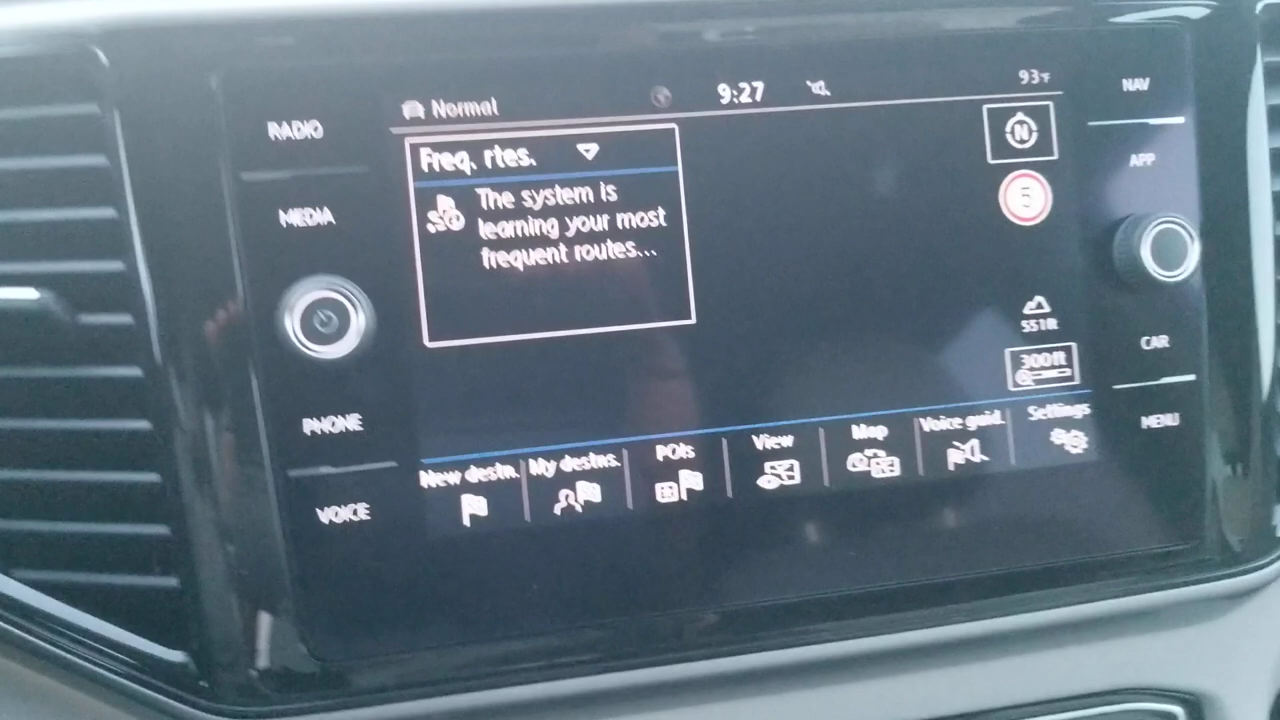 Normal
9:27
93°F
RADIO
MEDIA
PHONE
VOICE
Freq. rtes.
The system is
learning your most
frequent routes...
N
5
551ft
300ft
New destn.
My destns.
POIs
View
Map
Voice guid.
Settings
NAV
APP
CAR
MENU